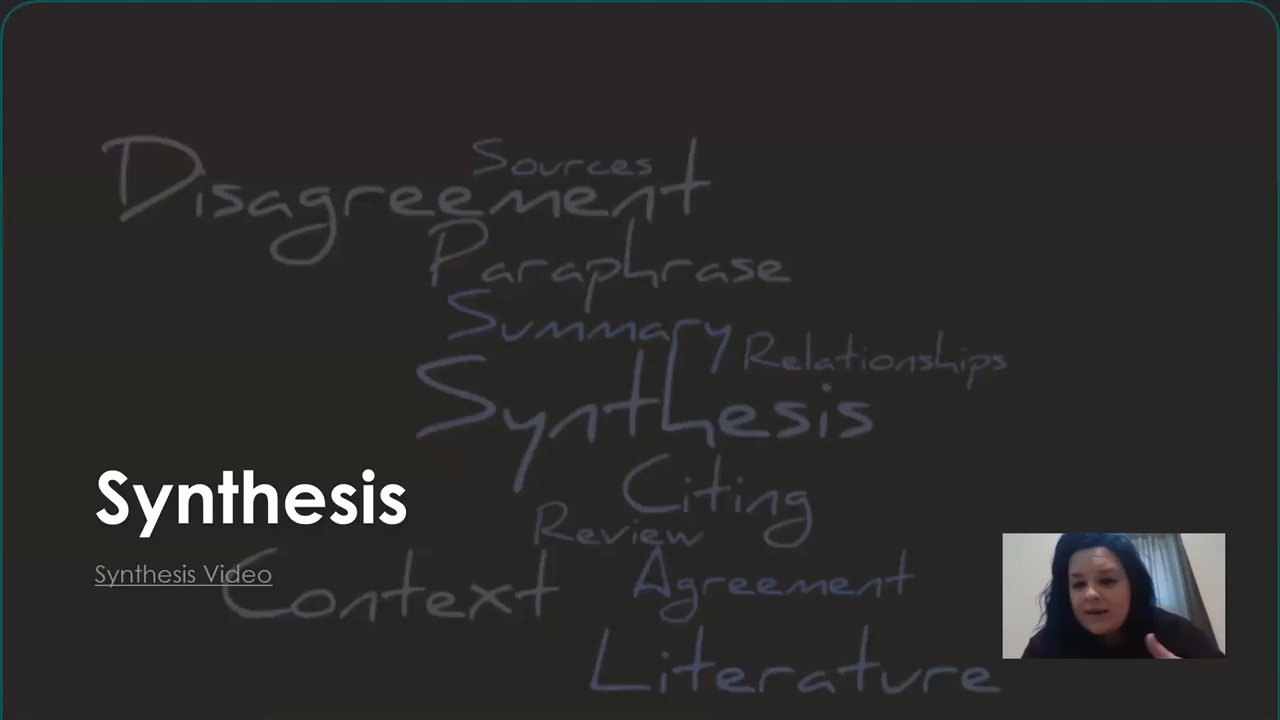 Sources
Disagreement
Paraphrase
Summary
Relationships
Synthesis
Citing
Synthesis
Review
Synthesis Video
Context
Agreement
Literature